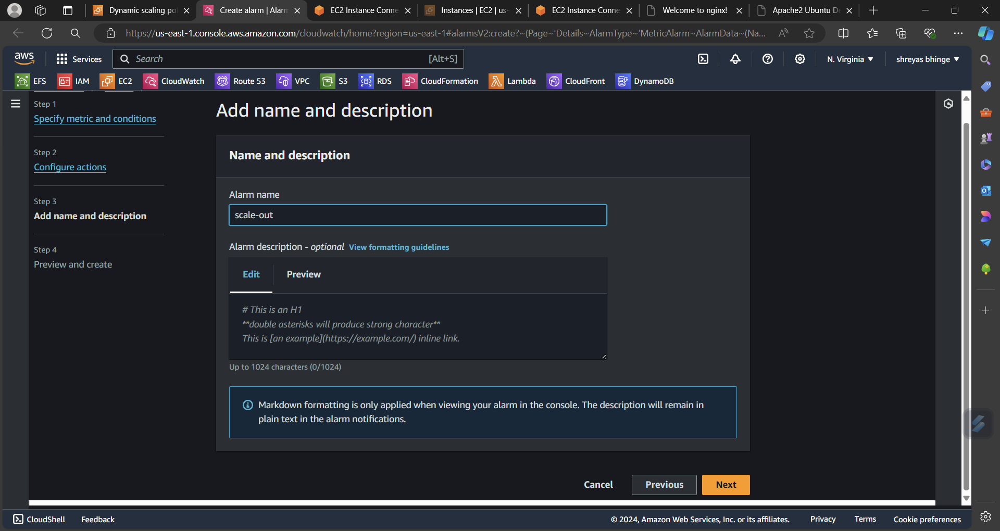 Dynamic scaling po
Create alarm | Alarm
EC2 Instance Conne
Instances | EC2 | us-
EC2 Instance Conne
Welcome to nginx!
Apache2 Ubuntu D
https://us-east-1.console.aws.amazon.com/cloudwatch/home?region=us-east-1#alarmsV2:create?~(Page~'Details~AlarmType~'MetricAlarm~AlarmData~(Na...
aws
Services
Search
[Alt+S]
N. Virginia
shreyas bhinge
EFS
IAM
EC2
CloudWatch
Route 53
VPC
S3
RDS
CloudFormation
Lambda
CloudFront
DynamoDB
Step 1
Specify metric and conditions
Step 2
Configure actions
Step 3
Add name and description
Step 4
Preview and create
Add name and description
Name and description
Alarm name
scale-out
Alarm description - optional View formatting guidelines
Edit
Preview
# This is an H1
**double asterisks will produce strong character**
This is [an example](https://example.com/) inline link.
Up to 1024 characters (0/1024)
Markdown formatting is only applied when viewing your alarm in the console. The description will remain in
plain text in the alarm notifications.
Cancel
Previous
Next
CloudShell
Feedback
© 2024, Amazon Web Services, Inc. or its affiliates.
Privacy
Terms
Cookie preferences